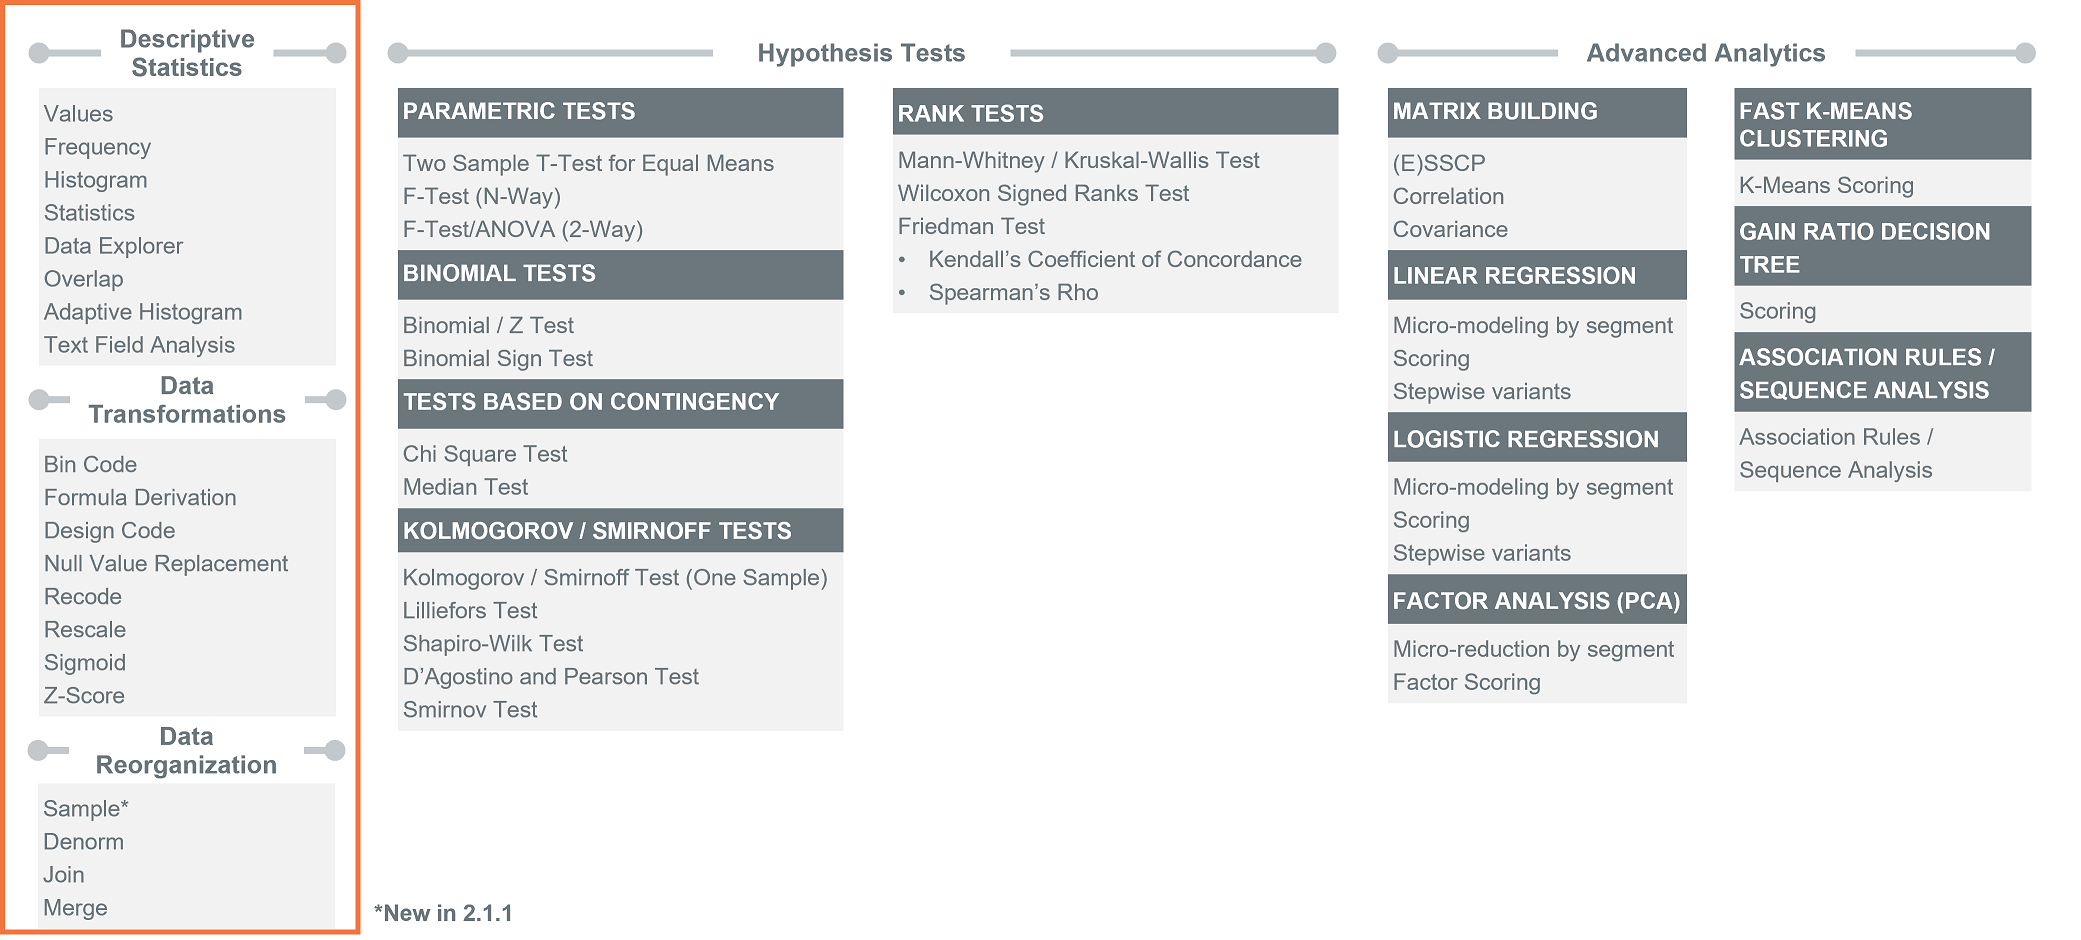 Descriptive
Statistics
Values
Frequency
Histogram
Statistics
Data Explorer
Overlap
Adaptive Histogram
Text Field Analysis
Data
Transformations
Bin Code
Formula Derivation
Design Code
Null Value Replacement
Recode
Rescale
Sigmoid
Z-Score
Data
Reorganization
Sample*
Denorm
Join
Merge
Hypothesis Tests
PARAMETRIC TESTS
Two Sample T-Test for Equal Means
F-Test (N-Way)
F-Test/ANOVA (2-Way)
BINOMIAL TESTS
Binomial / Z Test
Binomial Sign Test
TESTS BASED ON CONTINGENCY
Chi Square Test
Median Test
KOLMOGOROV / SMIRNOFF TESTS
Kolmogorov / Smirnoff Test (One Sample)
Lilliefors Test
Shapiro-Wilk Test
D’Agostino and Pearson Test
Smirnov Test
RANK TESTS
Mann-Whitney / Kruskal-Wallis Test
Wilcoxon Signed Ranks Test
Friedman Test
• Kendall’s Coefficient of Concordance
• Spearman’s Rho
Advanced Analytics
MATRIX BUILDING
(E)SSCP
Correlation
Covariance
LINEAR REGRESSION
Micro-modeling by segment
Scoring
Stepwise variants
LOGISTIC REGRESSION
Micro-modeling by segment
Scoring
Stepwise variants
FACTOR ANALYSIS (PCA)
Micro-reduction by segment
Factor Scoring
FAST K-MEANS
CLUSTERING
K-Means Scoring
GAIN RATIO DECISION
TREE
Scoring
ASSOCIATION RULES /
SEQUENCE ANALYSIS
Association Rules /
Sequence Analysis
*New in 2.1.1